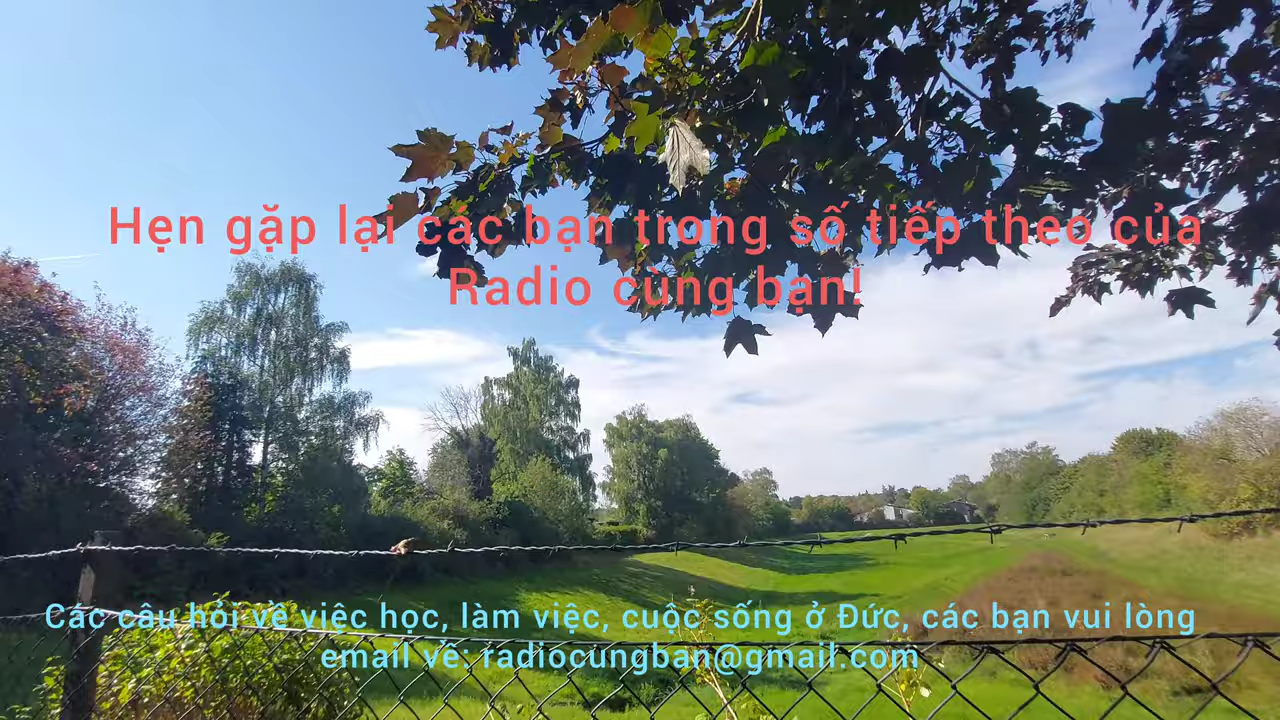 Hẹn gặp lại các bạn trong số tiếp theo của
Radio cùng bạn!
Các câu hỏi về việc học, làm việc, cuộc sống ở Đức, các bạn vui lòng
email về: radiocungban@gmail.com